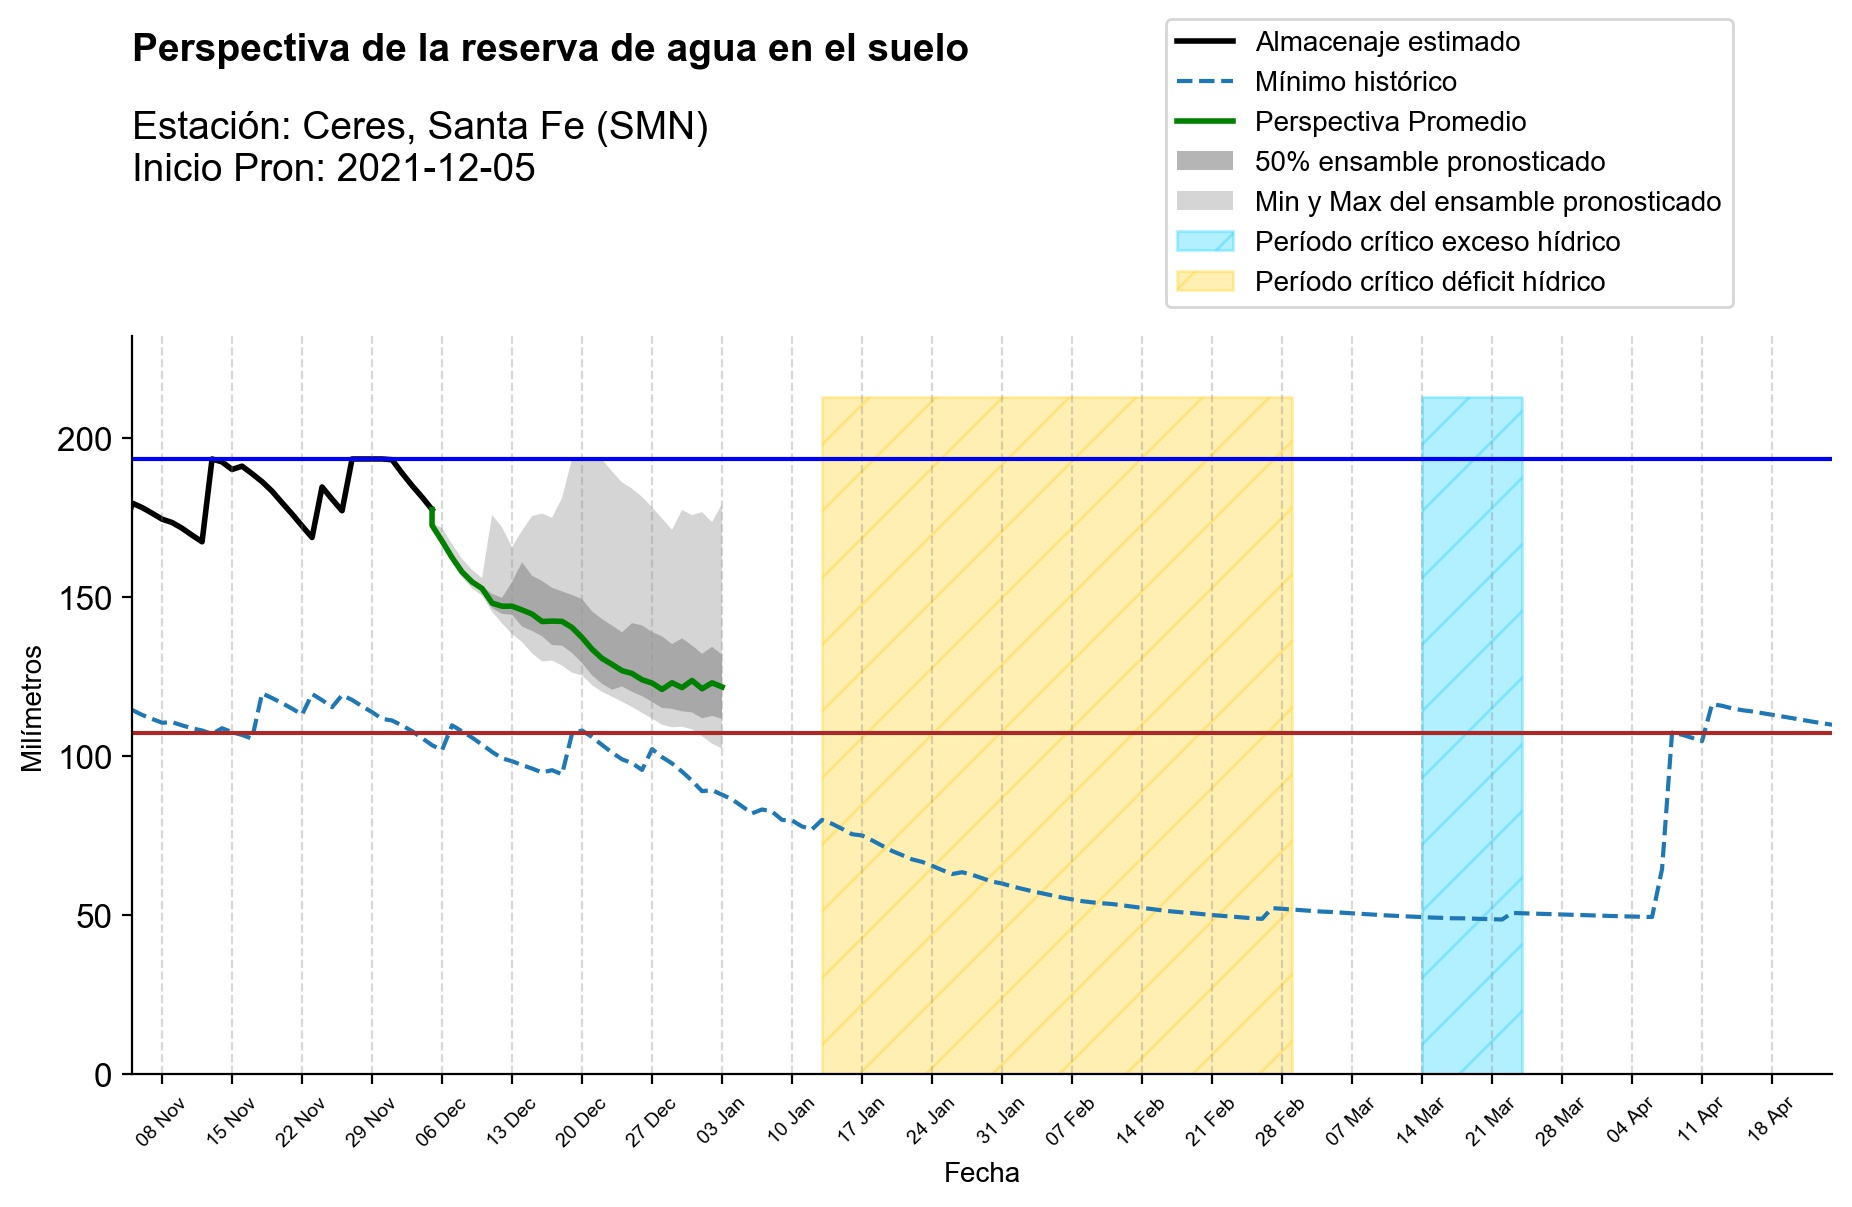 Perspectiva de la reserva de agua en el suelo
Estación: Ceres, Santa Fe (SMN)
Inicio Pron: 2021-12-05
Almacenaje estimado
Mínimo histórico
Perspectiva Promedio
50% ensamble pronosticado
Min y Max del ensamble pronosticado
Período crítico exceso hídrico
Período crítico déficit hídrico
Milímetros
200
150
100
50
0
08 Nov
15 Nov
22 Nov
29 Nov
06 Dec
13 Dec
20 Dec
27 Dec
03 Jan
10 Jan
17 Jan
24 Jan
31 Jan
07 Feb
14 Feb
21 Feb
28 Feb
07 Mar
14 Mar
21 Mar
28 Mar
04 Apr
11 Apr
18 Apr
Fecha